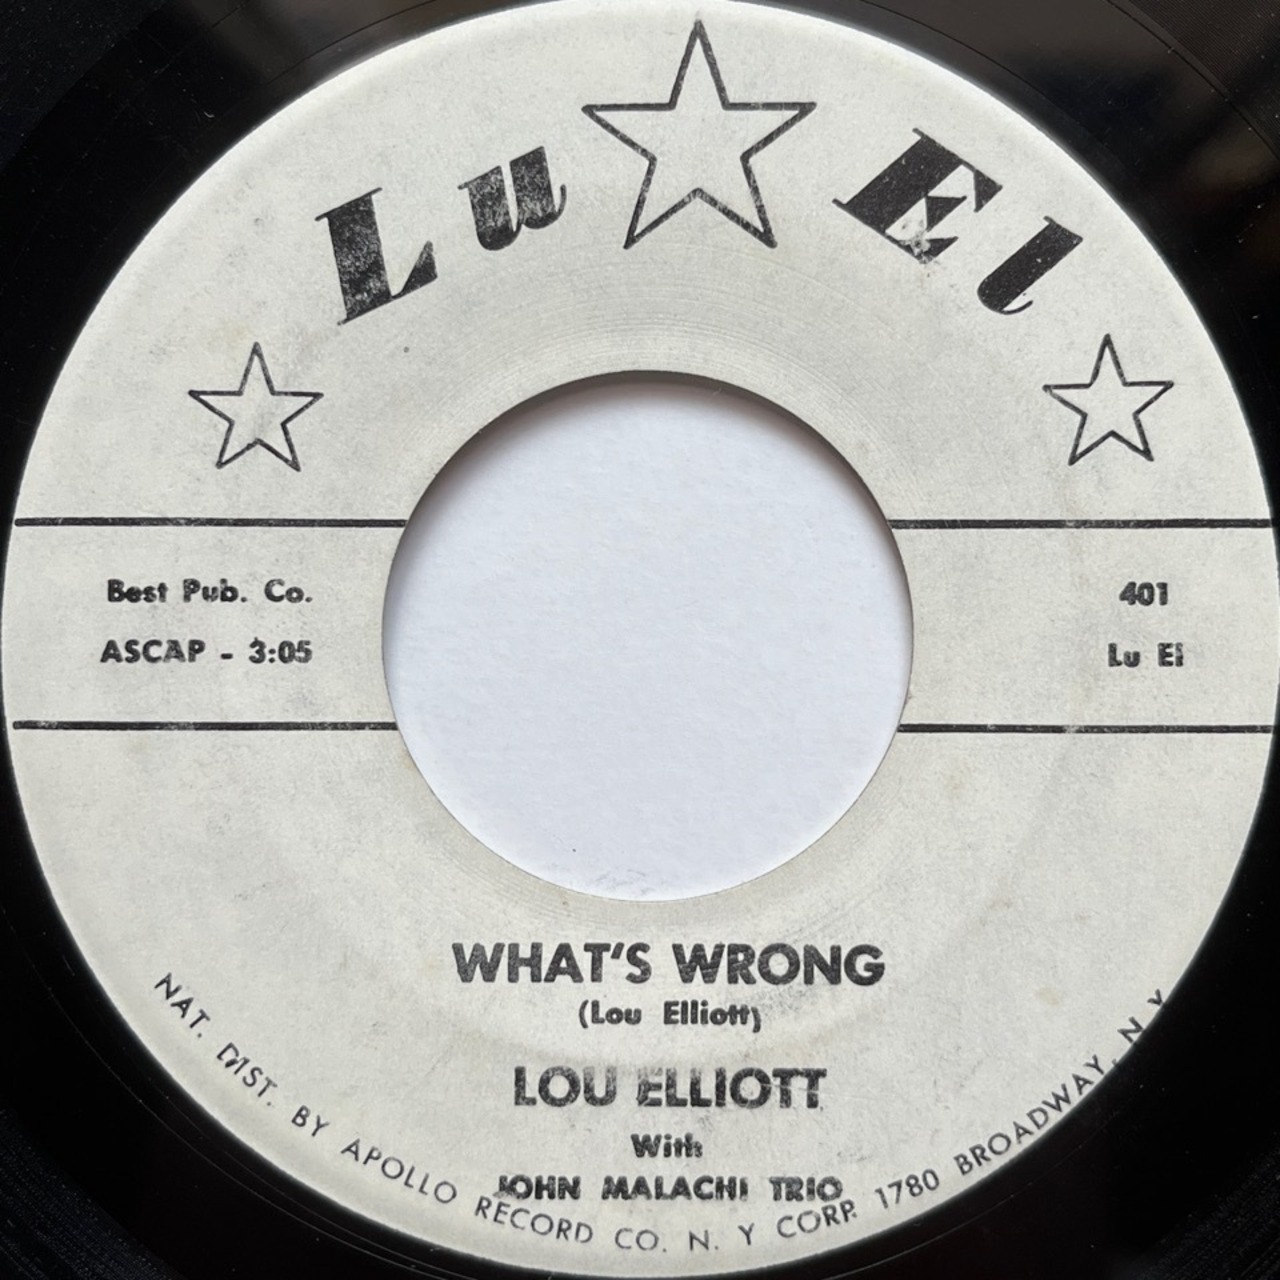 Lu El
Best Pub. Co.
ASCAP - 3:05
401
Lu El
WHAT'S WRONG
(Lou Elliott)
LOU ELLIOTT
With
JOHN MALACHI TRIO
NAT. DIST. BY APOLLO RECORD CO. N. Y CORP. 1780 BROADWAY, N Y